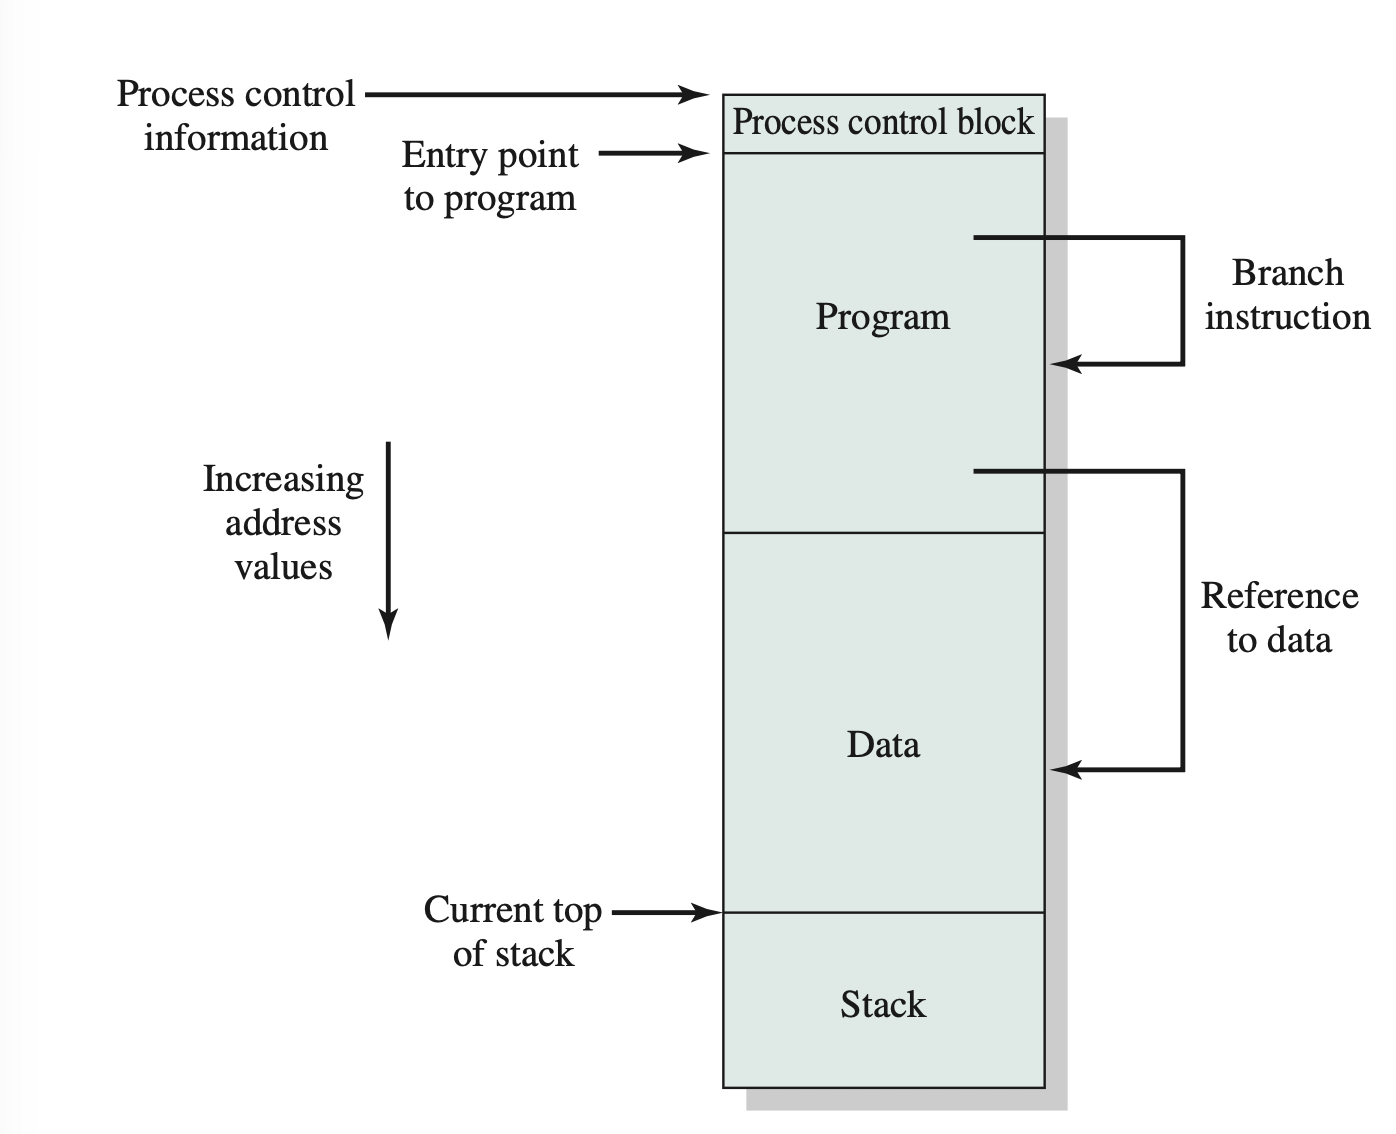 Process control
information
Process control block
Entry point
to program
Branch
instruction
Program
Increasing
address
values
Reference
to data
Data
Current top
of stack
Stack